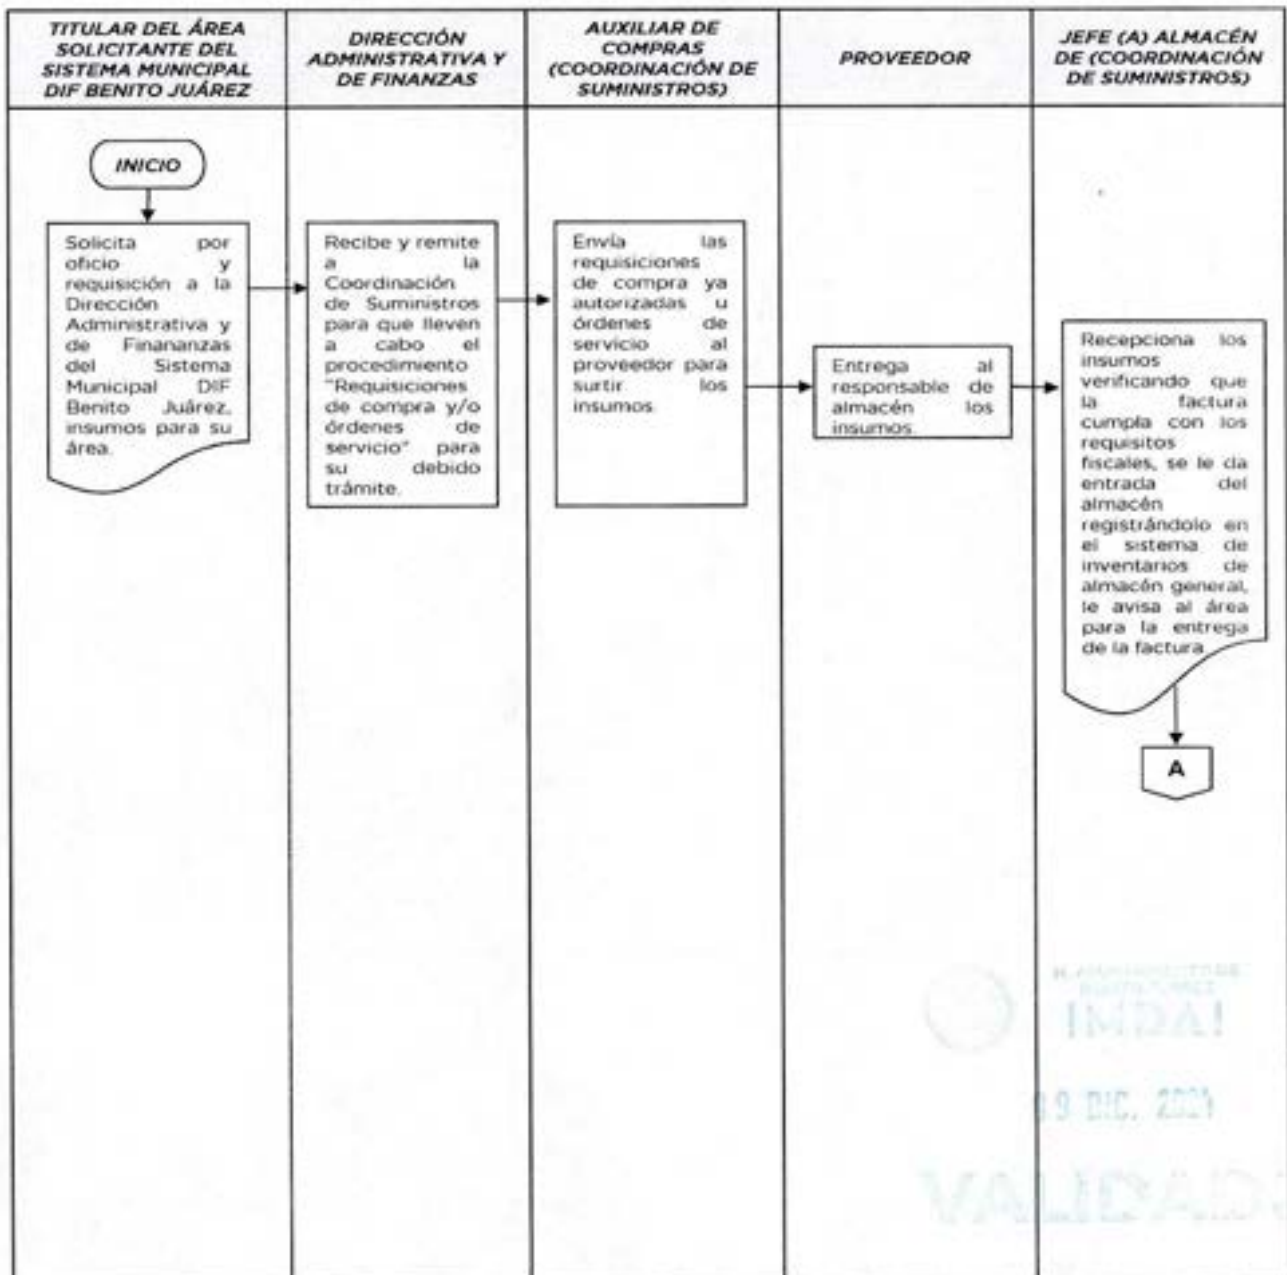 TITULAR DEL ÁREA
SOLICITANTE DEL
SISTEMA MUNICIPAL
DIF BENITO JUÁREZ
DIRECCIÓN
ADMINISTRATIVA Y
DE FINANZAS
AUXILIAR DE
COMPRAS
(COORDINACIÓN DE
SUMINISTROS)
PROVEEDOR
JEFE (A) ALMACÉN
DE (COORDINACIÓN
DE SUMINISTROS)
INICIO
Solicita por
oficio y
requisición a la
Dirección
Administrativa y
de Finananzas
del Sistema
Municipal DIF
Benito Juárez,
insumos para su
área.
Recibe y remite
a la
Coordinación
de Suministros
para que lleven
a cabo el
procedimiento
"Requisiciones
de compra y/o
órdenes de
servicio" para
su debido
trámite.
Envía las
requisiciones
de compra ya
autorizadas u
órdenes de
servicio al
proveedor para
surtir los
insumos.
Entrega al
responsable de
almacén los
insumos.
Recepciona los
insumos
verificando que
la factura
cumpla con los
requisitos
fiscales, se le da
entrada del
almacén
registrándolo en
el sistema de
inventarios de
almacén general,
le avisa al área
para la entrega
de la factura
A
DIC.
VALIDADO